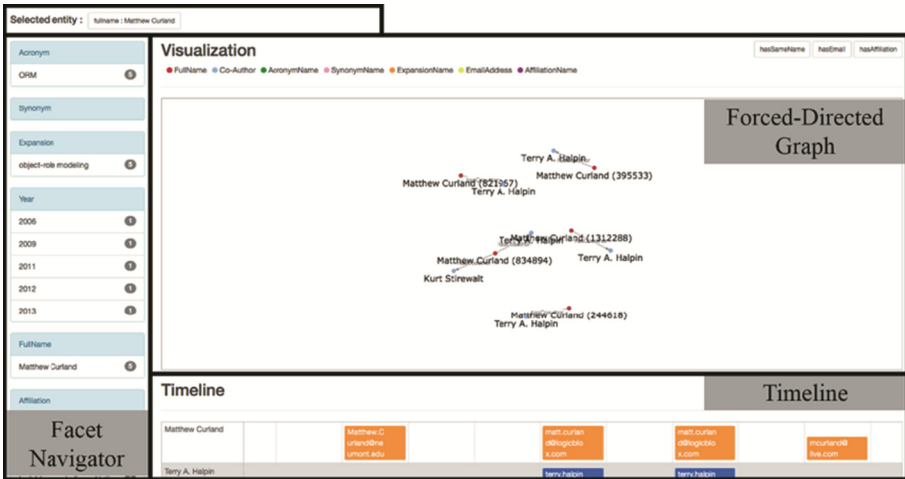 Selected entity : fullname : Matthew Curland
Acronym
ORM 5
Synonym
Expansion
object-role modeling 5
Year
2006 1
2009 1
2011 1
2012 1
2013 1
FullName
Matthew Curland 5
Affiliation
Facet
Navigator
Visualization
hasSameName hasEmail hasAffiliation
FullName Co-Author AcronymName SynonymName ExpansionName EmailAddress AffiliationName
Forced-Directed
Graph
Terry A. Halpin
Matthew Curland (395533)
Matthew Curland (821967)
Terry A. Halpin
Terry A. Halpin
Matthew Curland (1312288)
Matthew Curland (834894)
Terry A. Halpin
Kurt Stirewalt
Matthew Curland (244618)
Terry A. Halpin
Timeline
Timeline
Matthew Curland
Matthew.C
urland@ne
umont.edu
matt.curlan
d@logicblo
x.com
matt.curlan
d@logicblo
x.com
mcurland@
live.com
Terry A. Halpin
terry.halpin
terry.halpin